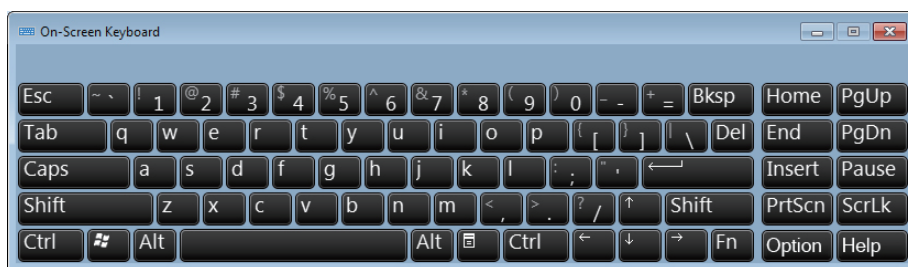 On-Screen Keyboard
Esc ~ ` ! 1 @ 2 # 3 $ 4 % 5 ^ 6 & 7 * 8 ( 9 ) 0 _ - + = Bksp Home PgUp
Tab q w e r t y u i o p { [ } ] | \ Del End PgDn
Caps a s d f g h j k l : ; " ' Insert Pause
Shift z x c v b n m < , > . ? / ↑ Shift PrtScn ScrLk
Ctrl Alt Alt Ctrl ← ↓ → Fn Option Help